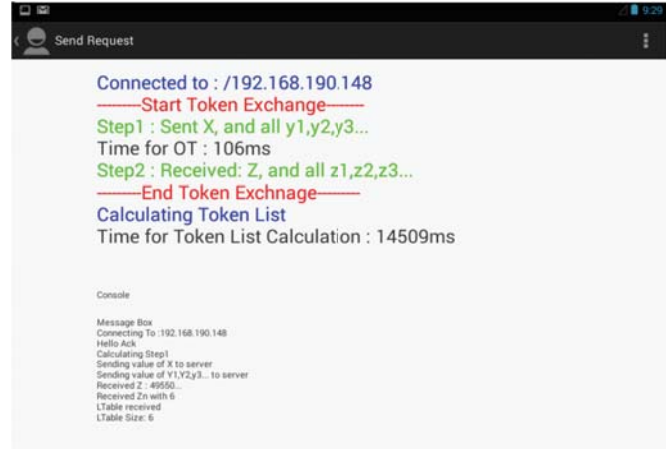 9:29
Send Request
Connected to : /192.168.190.148
---------Start Token Exchange--------
Step1 : Sent X, and all y1,y2,y3...
Time for OT : 106ms
Step2 : Received: Z, and all z1,z2,z3...
---------End Token Exchnage---------
Calculating Token List
Time for Token List Calculation : 14509ms
Console
Message Box
Connecting To :192.168.190.148
Hello Ack
Calculating Step1
Sending value of X to server
Sending value of Y1,Y2,y3... to server
Received Z : 49550...
Received Zn with 6
LTable received
LTable Size: 6